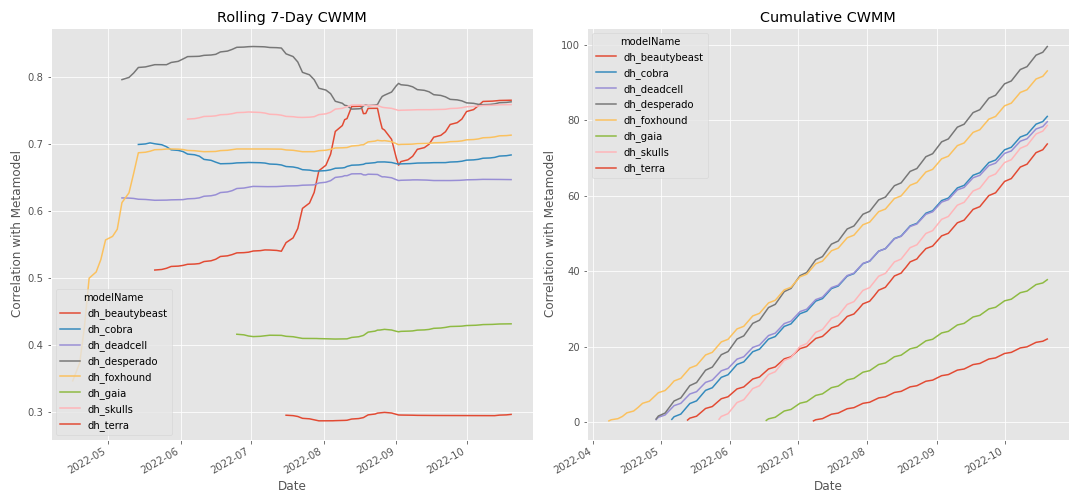 Rolling 7-Day CWMM
Correlation with Metamodel
0.8
0.7
0.6
0.5
0.4
0.3
modelName
dh_beautybeast
dh_cobra
dh_deadcell
dh_desperado
dh_foxhound
dh_gaia
dh_skulls
dh_terra
2022-05
2022-06
2022-07
2022-08
2022-09
2022-10
Date
Cumulative CWMM
Correlation with Metamodel
100
80
60
40
20
0
modelName
dh_beautybeast
dh_cobra
dh_deadcell
dh_desperado
dh_foxhound
dh_gaia
dh_skulls
dh_terra
2022-04
2022-05
2022-06
2022-07
2022-08
2022-09
2022-10
Date